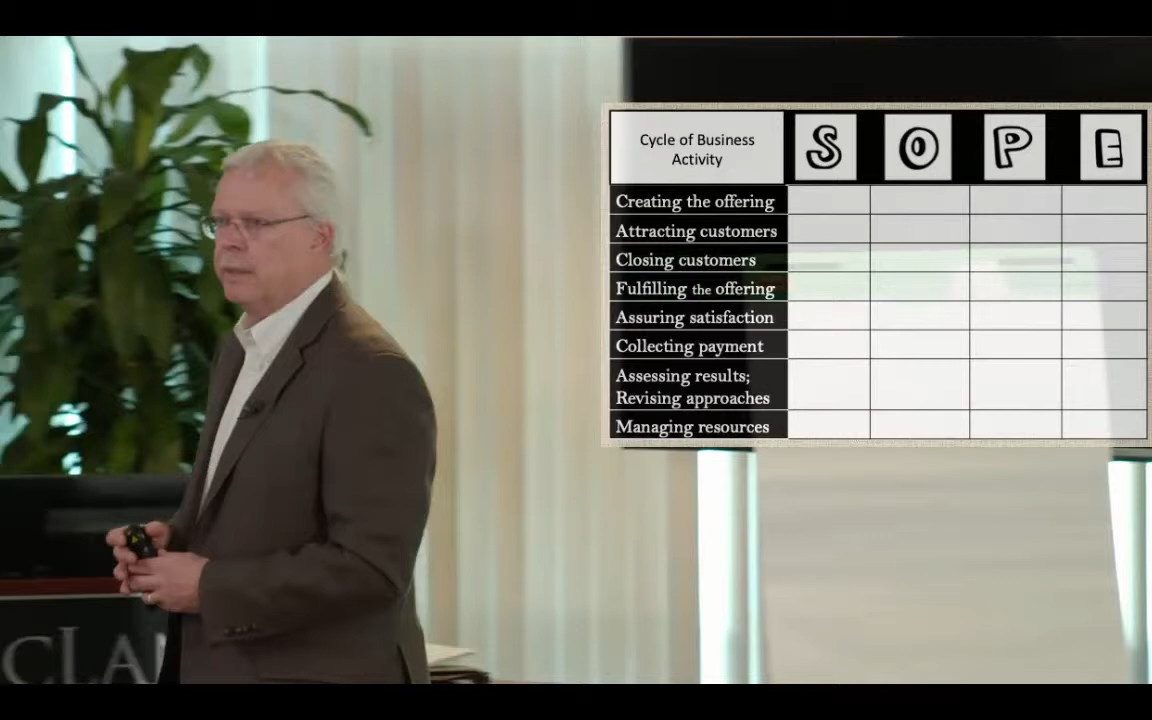 Cycle of Business
Activity
S O P E
Creating the offering
Attracting customers
Closing customers
Fulfilling the offering
Assuring satisfaction
Collecting payment
Assessing results;
Revising approaches
Managing resources
CLAM